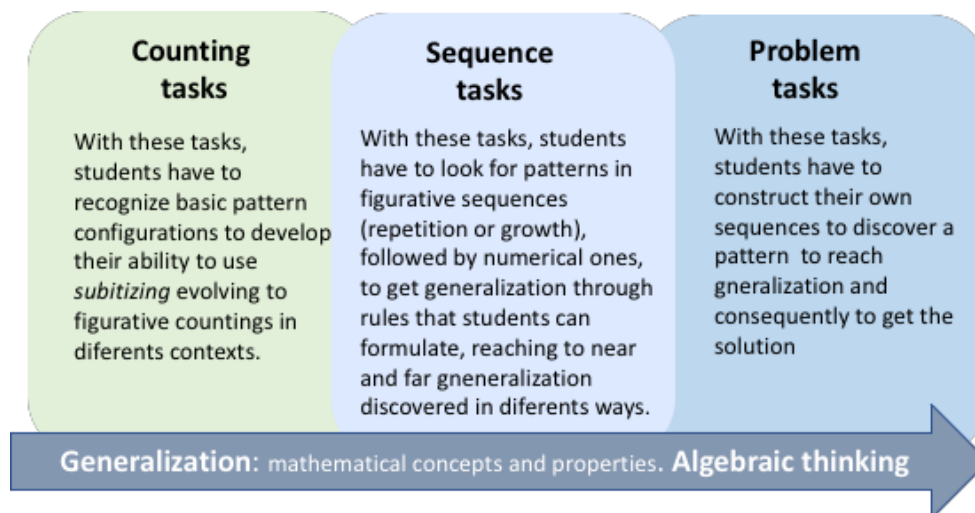 Counting
tasks
With these tasks,
students have to
recognize basic pattern
configurations to develop
their ability to use
subitizing evolving to
figurative countings in
diferents contexts.
Sequence
tasks
With these tasks, students
have to look for patterns in
figurative sequences
(repetition or growth),
followed by numerical ones,
to get generalization through
rules that students can
formulate, reaching to near
and far gneneralization
discovered in diferents ways.
Problem
tasks
With these tasks,
students have to
construct their own
sequences to discover a
pattern to reach
gneralization and
consequently to get the
solution
Generalization: mathematical concepts and properties. Algebraic thinking